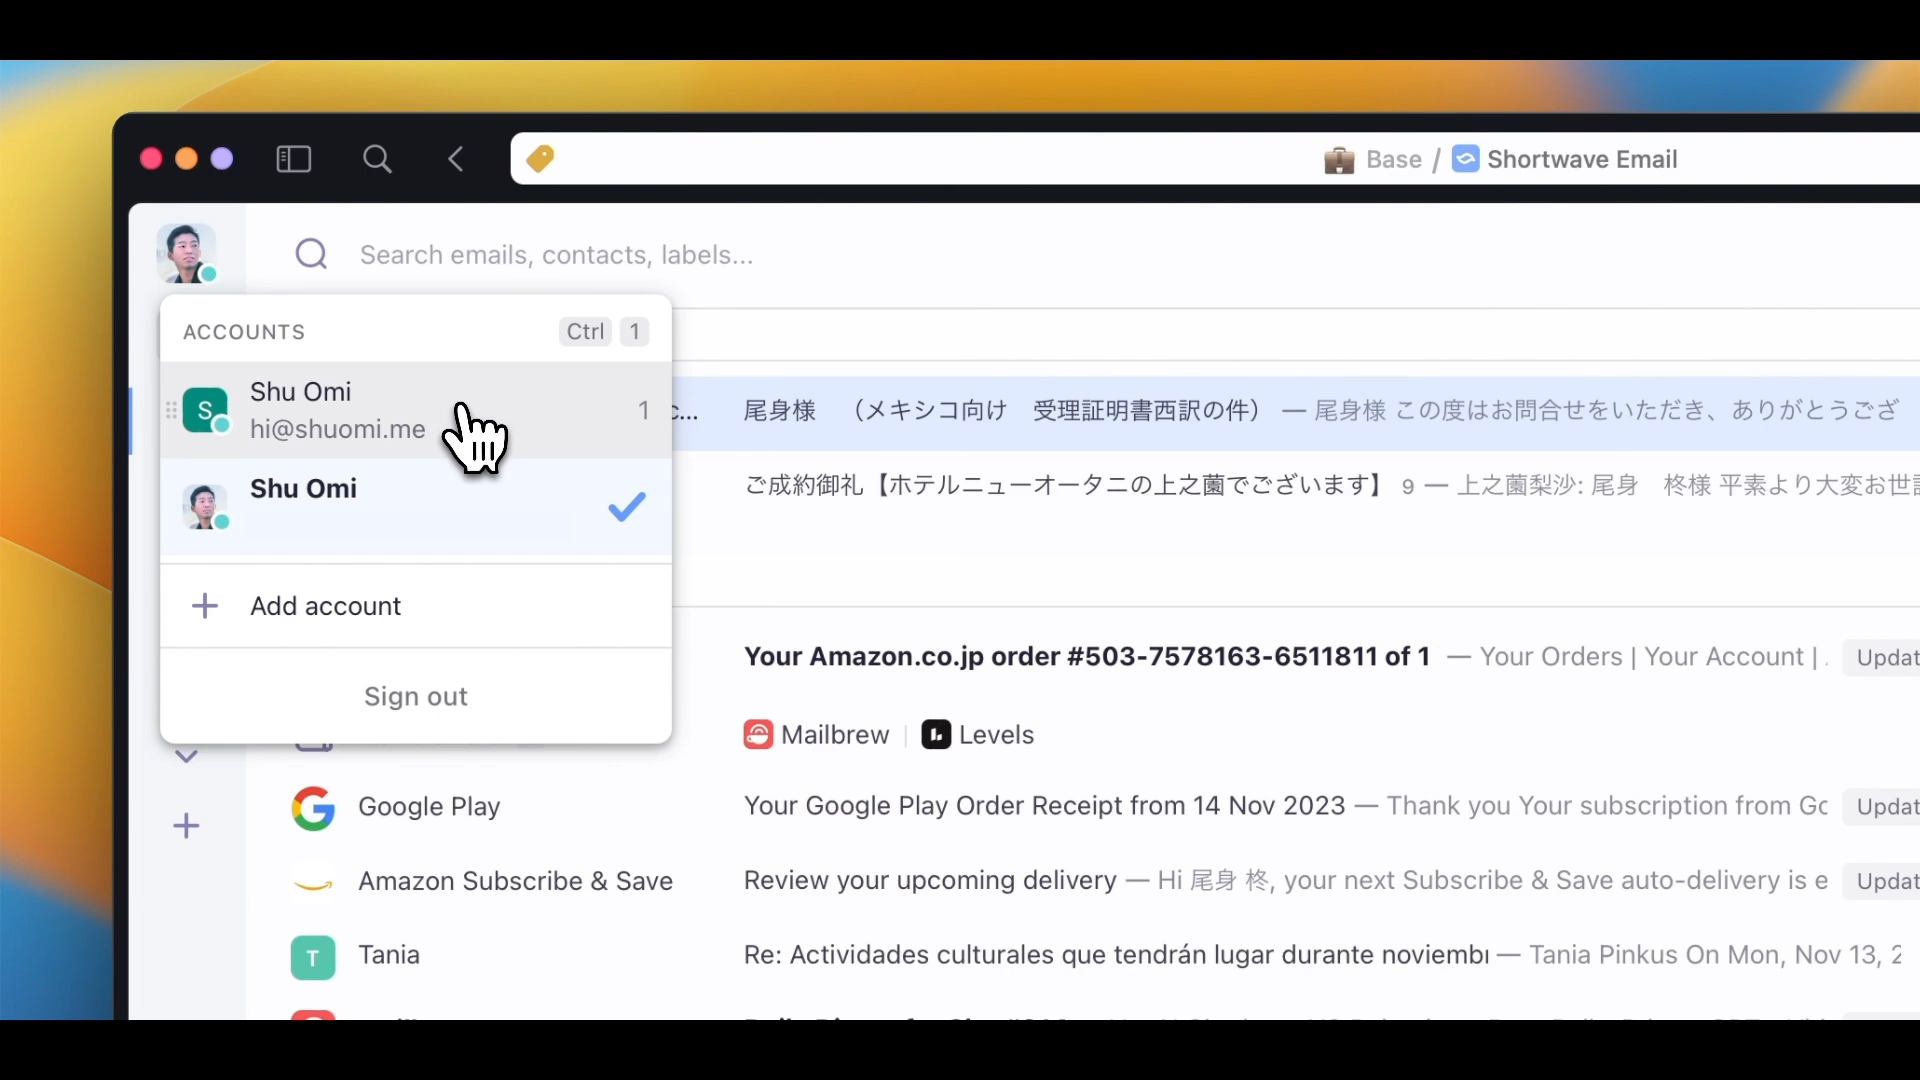 Base / Shortwave Email
Search emails, contacts, labels...
ACCOUNTS Ctrl 1
Shu Omi
hi@shuomi.me
1
c...
尾身様 （メキシコ向け 受理証明書西訳の件） — 尾身様 この度はお問合せをいただき、ありがとうござ
Shu Omi
ご成約御礼【ホテルニューオータニの上之薗でございます】 9 — 上之薗梨沙: 尾身 柊様 平素より大変お世話
Add account
Your Amazon.co.jp order #503-7578163-6511811 of 1 — Your Orders | Your Account | . Updat
Sign out
Mailbrew | Levels
Google Play Your Google Play Order Receipt from 14 Nov 2023 — Thank you Your subscription from Gc Updat
Amazon Subscribe & Save Review your upcoming delivery — Hi 尾身 柊, your next Subscribe & Save auto-delivery is e Updat
S
T
Tania Re: Actividades culturales que tendrán lugar durante noviemb — Tania Pinkus On Mon, Nov 13, 2